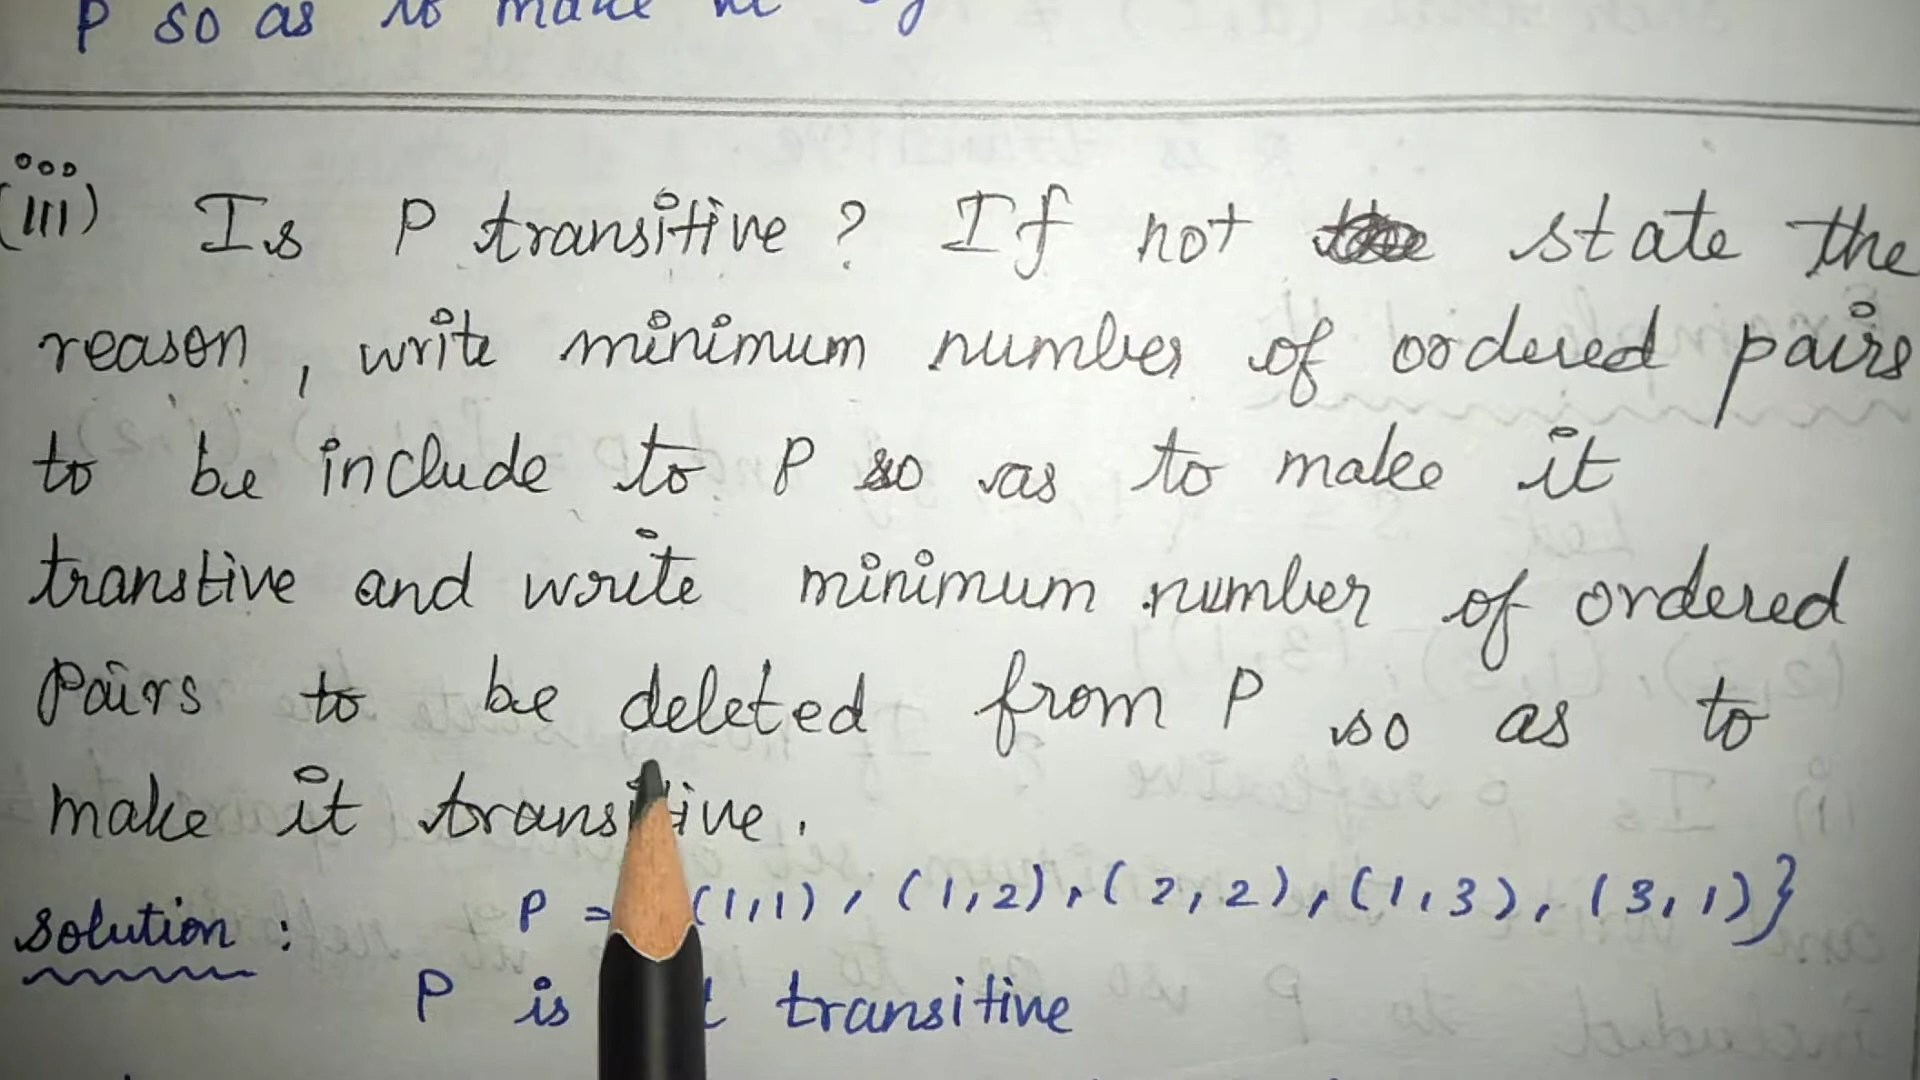 P so as to make
(iii) Is P transitive? If not state the
reason, write minimum number of ordered pairs
to be include to P so as to make it
transtive and write minimum number of ordered
Pairs to be deleted from P so as to
make it transitive.
Solution: P = (1,1), (1,2), (2,2), (1,3), (3,1)}
P is transitive